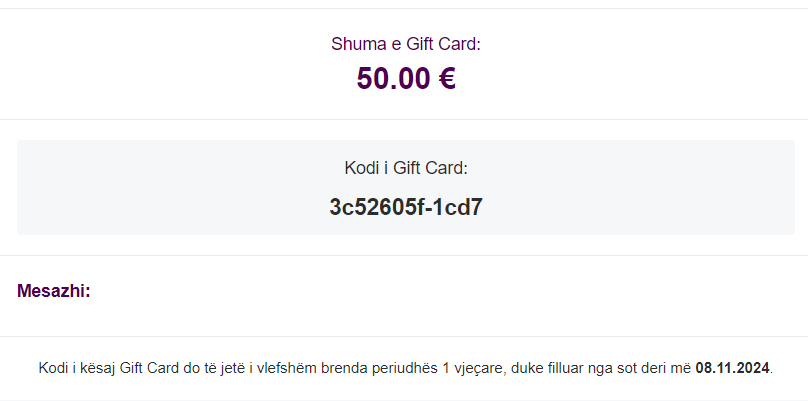 Shuma e Gift Card:
50.00 €
Kodi i Gift Card:
3c52605f-1cd7
Mesazhi:
Kodi i kësaj Gift Card do të jetë i vlefshëm brenda periudhës 1 vjeçare, duke filluar nga sot deri më 08.11.2024.